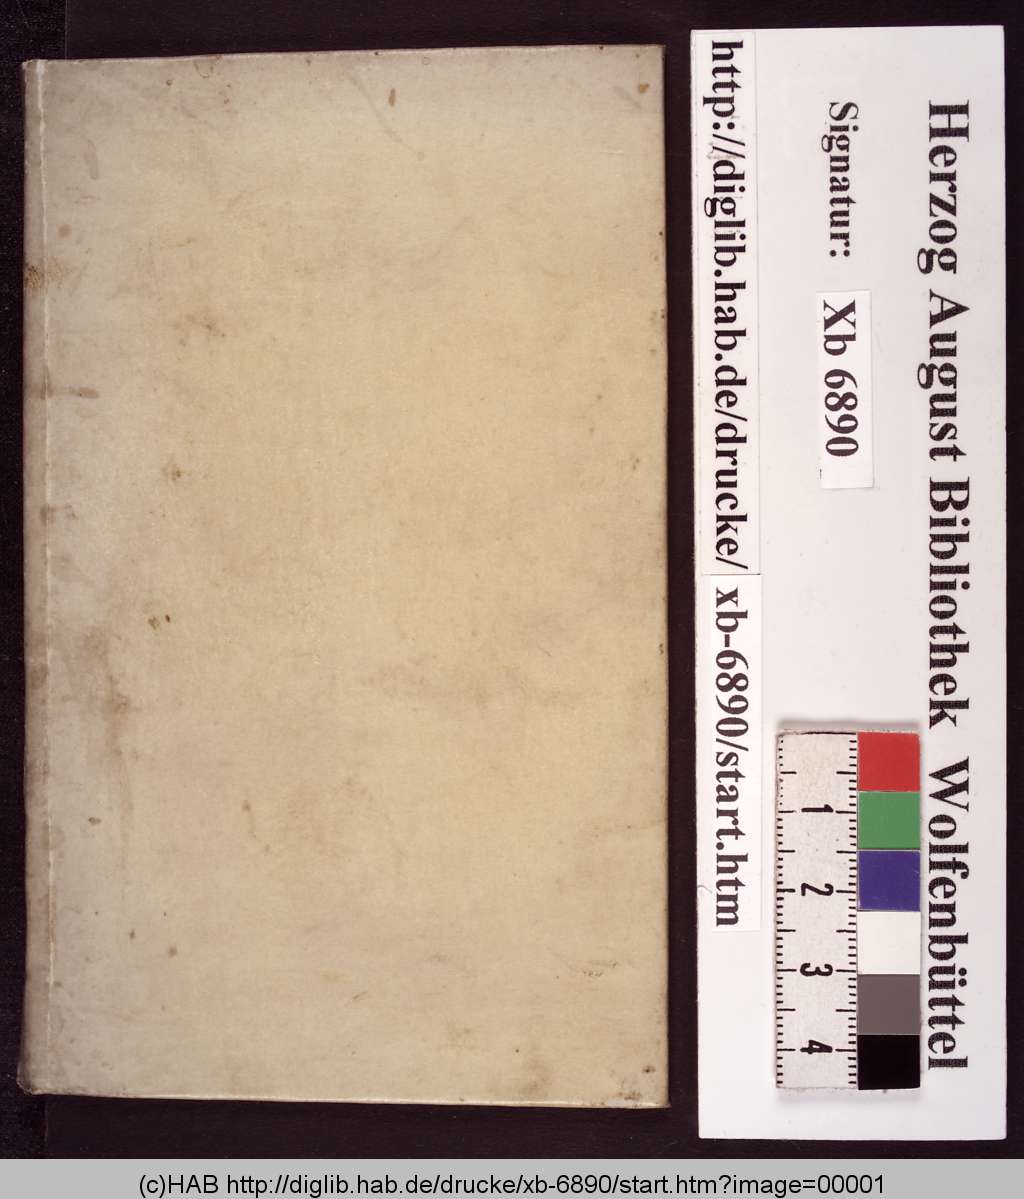 Herzog August Bibliothek Wolfenbüttel
Signatur: Xb 6890
http://diglib.hab.de/drucke/ xb-6890/start.htm
1
2
3
4
(c)HAB http://diglib.hab.de/drucke/xb-6890/start.htm?image=00001